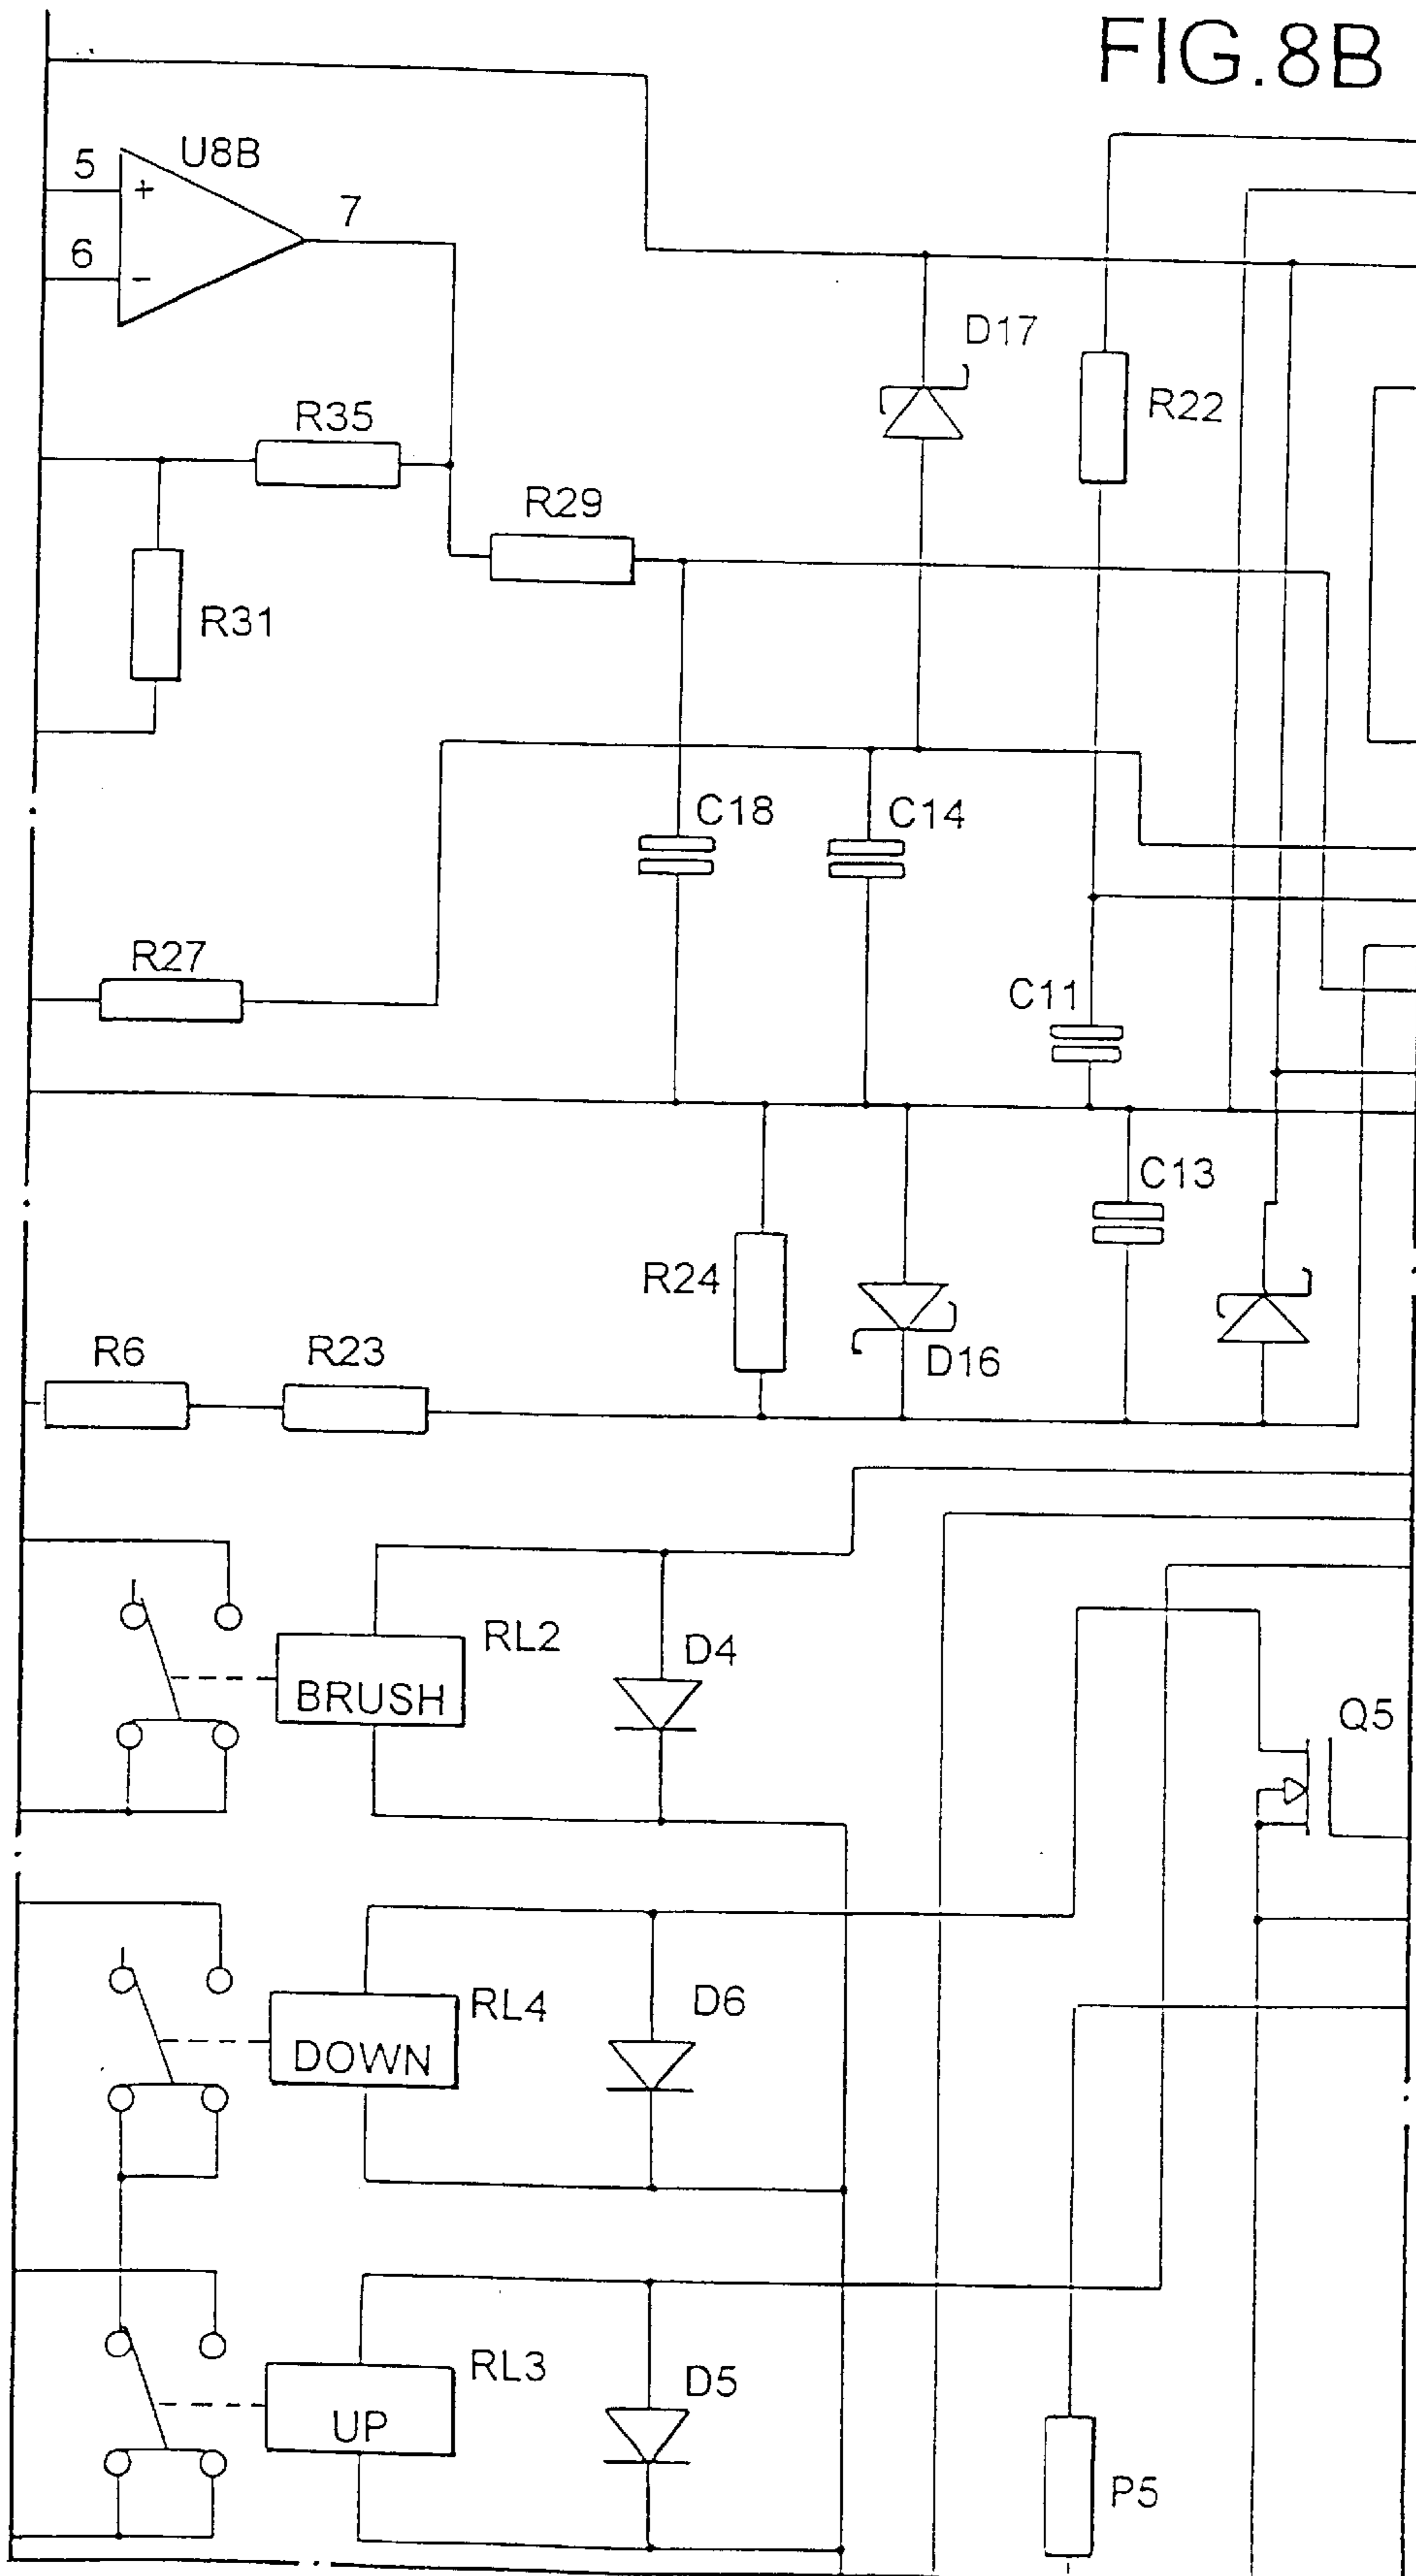 FIG.8B
U8B
5
+
7
6
-
D17
R22
R35
R29
R31
C18
C14
R27
C11
C13
R24
D16
R6
R23
RL2
D4
BRUSH
Q5
RL4
D6
DOWN
RL3
D5
UP
P5